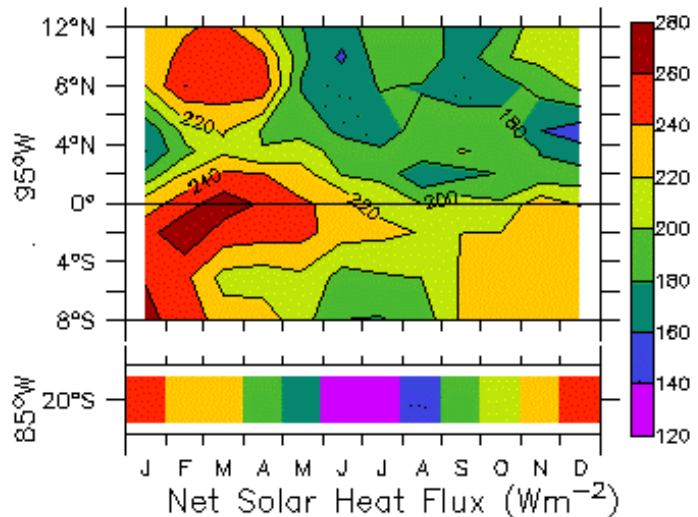 12°N
8°N
4°N
0°
4°S
8°S
95°W
220
240
220
200
180
280
260
240
220
200
180
160
140
120
85°W
20°S
J F M A M J J A S O N D
Net Solar Heat Flux (Wm⁻²)